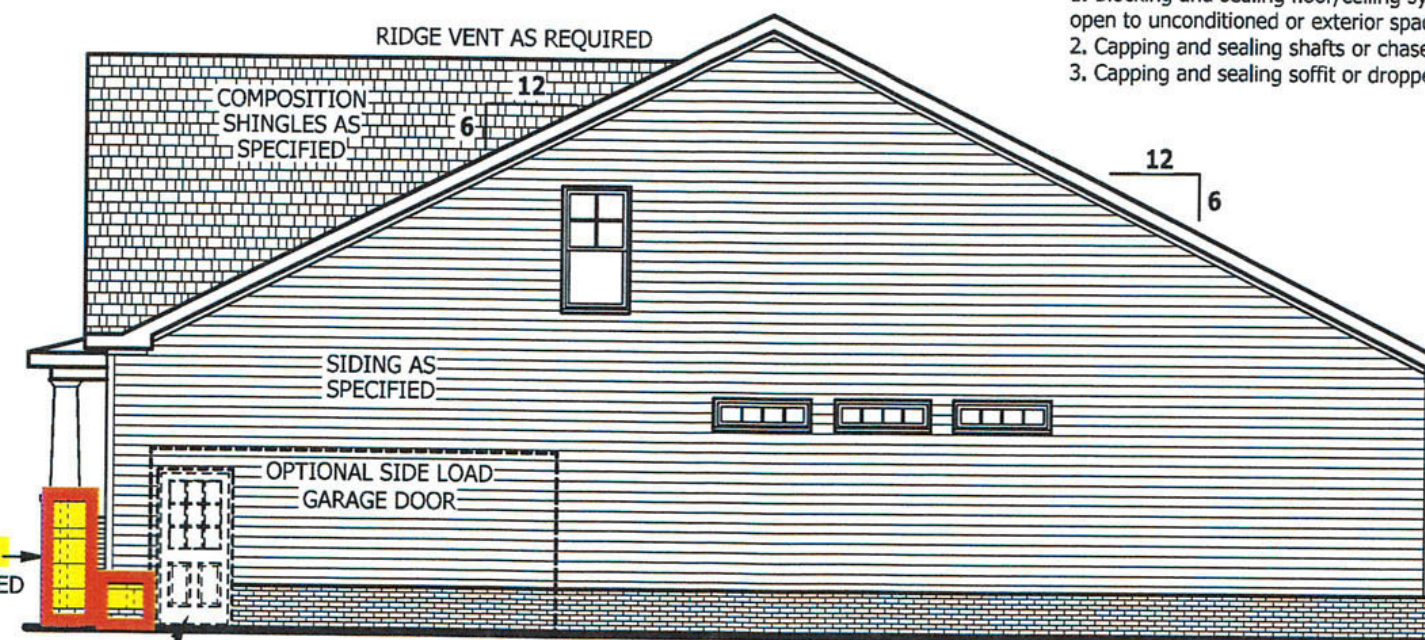 open to unconditioned or exterior spa
2. Capping and sealing shafts or chase
3. Capping and sealing soffit or droppe
RIDGE VENT AS REQUIRED
COMPOSITION
SHINGLES AS
SPECIFIED
12
6
12
6
SIDING AS
SPECIFIED
OPTIONAL SIDE LOAD
GARAGE DOOR
ED